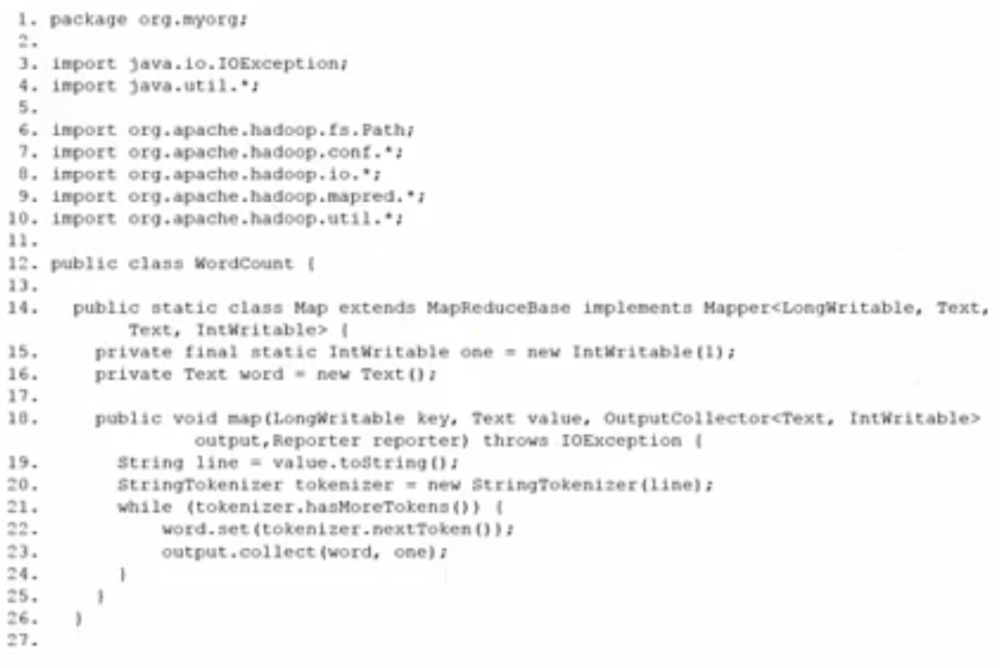 1. package org.myorg;
2.
3. import java.io.IOException;
4. import java.util.*;
5.
6. import org.apache.hadoop.fs.Path;
7. import org.apache.hadoop.conf.*;
8. import org.apache.hadoop.io.*;
9. import org.apache.hadoop.mapred.*;
10. import org.apache.hadoop.util.*;
11.
12. public class WordCount {
13.
14. public static class Map extends MapReduceBase implements Mapper<LongWritable, Text,
Text, IntWritable> {
15. private final static IntWritable one = new IntWritable(1);
16. private Text word = new Text();
17.
18. public void map(LongWritable key, Text value, OutputCollector<Text, IntWritable>
output,Reporter reporter) throws IOException {
19. String line = value.toString();
20. StringTokenizer tokenizer = new StringTokenizer(line);
21. while (tokenizer.hasMoreTokens()) {
22. word.set(tokenizer.nextToken());
23. output.collect(word, one);
24. }
25. }
26. }
27.